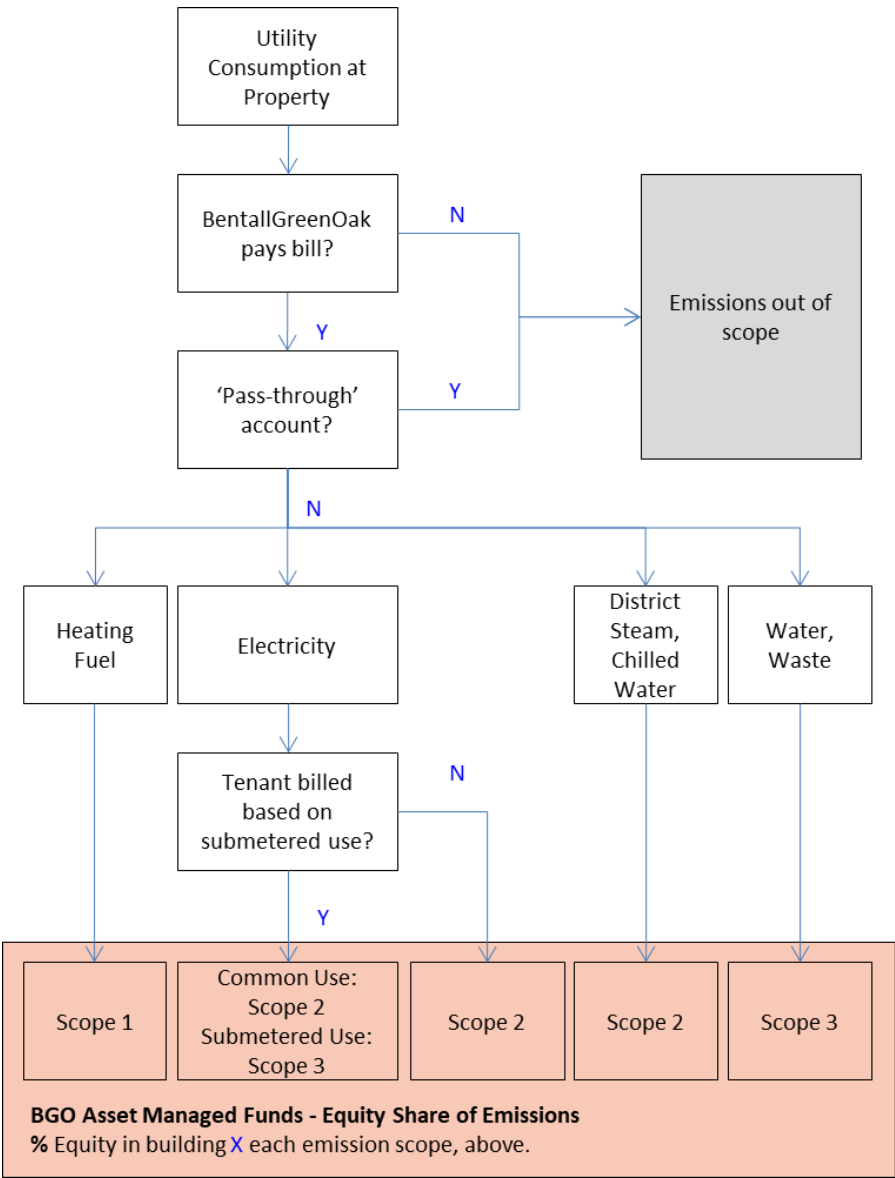 Utility
Consumption at
Property
BentallGreenOak
pays bill?
N
Emissions out of
scope
Y
‘Pass-through’
account?
Y
N
Heating
Fuel
Electricity
District
Steam,
Chilled
Water
Water,
Waste
Tenant billed
based on
submetered use?
N
Y
Scope 1
Common Use:
Scope 2
Submetered Use:
Scope 3
Scope 2
Scope 2
Scope 3
BGO Asset Managed Funds - Equity Share of Emissions
% Equity in building X each emission scope, above.